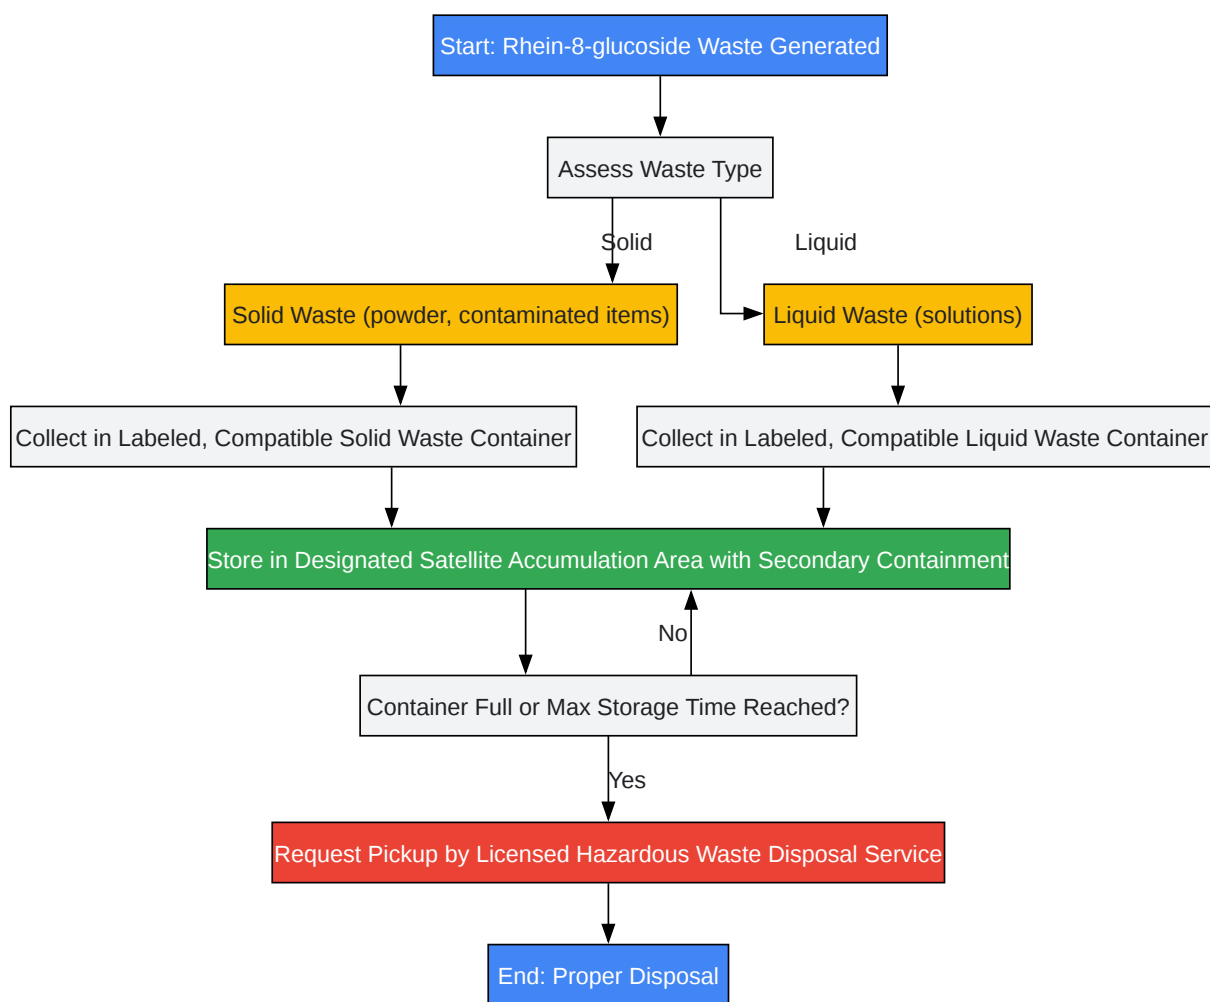 Start: Rhein-8-glucoside Waste Generated
Assess Waste Type
Solid
Liquid
Solid Waste (powder, contaminated items)
Liquid Waste (solutions)
Collect in Labeled, Compatible Solid Waste Container
Collect in Labeled, Compatible Liquid Waste Container
Store in Designated Satellite Accumulation Area with Secondary Containment
No
Container Full or Max Storage Time Reached?
Yes
Request Pickup by Licensed Hazardous Waste Disposal Service
End: Proper Disposal